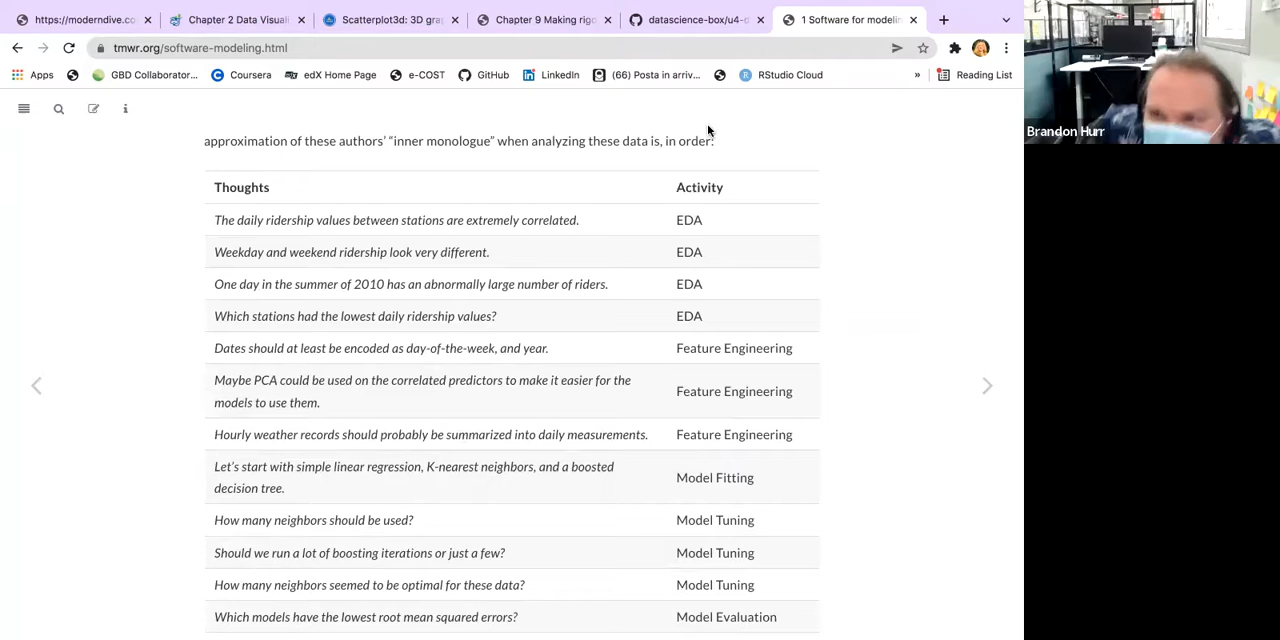 https://moderndive.co
Chapter 2 Data Visuali
Scatterplot3d: 3D gra
Chapter 9 Making rigo
datascience-box/u4-d
1 Software for modelin
tmwr.org/software-modeling.html
Apps
GBD Collaborator...
Coursera
edX Home Page
e-COST
GitHub
LinkedIn
(66) Posta in arriv...
RStudio Cloud
»
Reading List
Brandon Hurr
approximation of these authors’ “inner monologue” when analyzing these data is, in order:
Thoughts Activity
The daily ridership values between stations are extremely correlated. EDA
Weekday and weekend ridership look very different. EDA
One day in the summer of 2010 has an abnormally large number of riders. EDA
Which stations had the lowest daily ridership values? EDA
Dates should at least be encoded as day-of-the-week, and year. Feature Engineering
Maybe PCA could be used on the correlated predictors to make it easier for the
models to use them. Feature Engineering
Hourly weather records should probably be summarized into daily measurements. Feature Engineering
Let’s start with simple linear regression, K-nearest neighbors, and a boosted
decision tree. Model Fitting
How many neighbors should be used? Model Tuning
Should we run a lot of boosting iterations or just a few? Model Tuning
How many neighbors seemed to be optimal for these data? Model Tuning
Which models have the lowest root mean squared errors? Model Evaluation